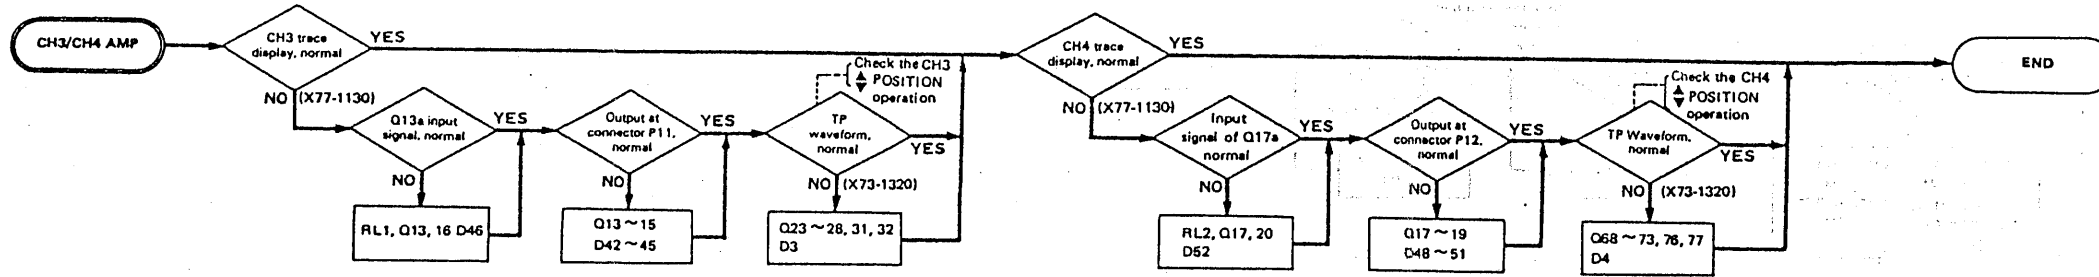 CH3/CH4 AMP
CH3 trace
display, normal
YES
NO (X77-1130)
Q13a input
signal, normal
YES
NO
RL1, Q13, 16 D46
Output at
connector P11,
normal
YES
NO
Q13~15
D42~45
Check the CH3
POSITION
operation
TP
waveform,
normal
YES
NO (X73-1320)
Q23~28, 31, 32
D3
CH4 trace
display, normal
YES
NO (X77-1130)
Input
signal of Q17a
normal
YES
NO
RL2, Q17, 20
D52
Output at
connector P12,
normal
YES
NO
Q17~19
D48~51
Check the CH4
POSITION
operation
TP Waveform,
normal
YES
NO (X73-1320)
Q68~73, 76, 77
D4
END